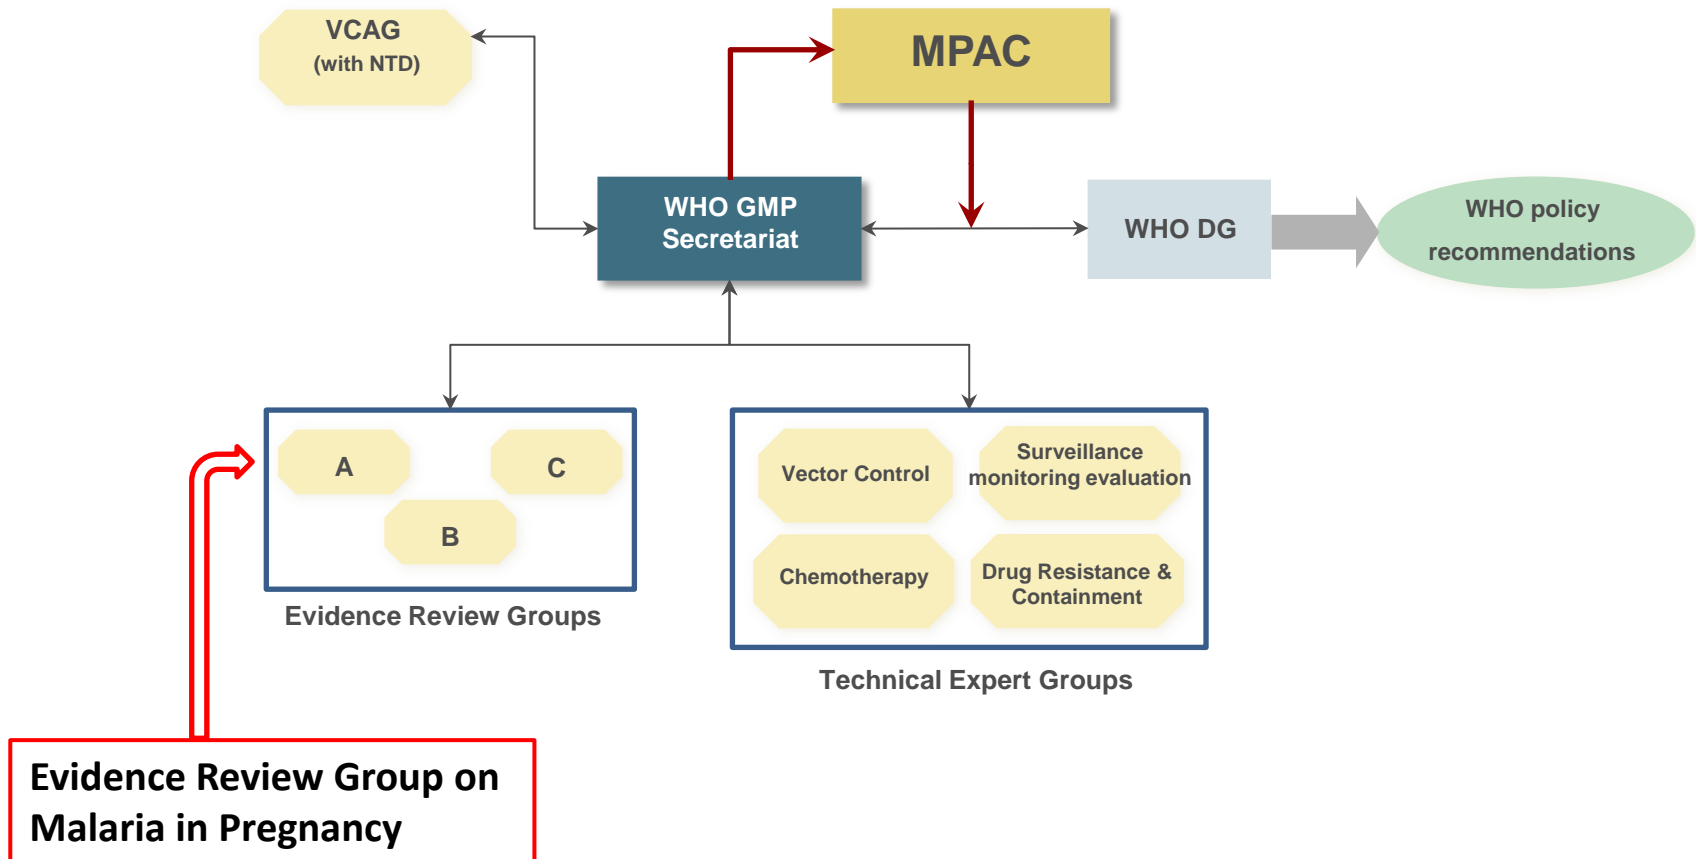 VCAG
(with NTD)
MPAC
WHO GMP
Secretariat
WHO DG
WHO policy
recommendations
A
C
B
Evidence Review Groups
Vector Control
Surveillance
monitoring evaluation
Chemotherapy
Drug Resistance &
Containment
Technical Expert Groups
Evidence Review Group on
Malaria in Pregnancy